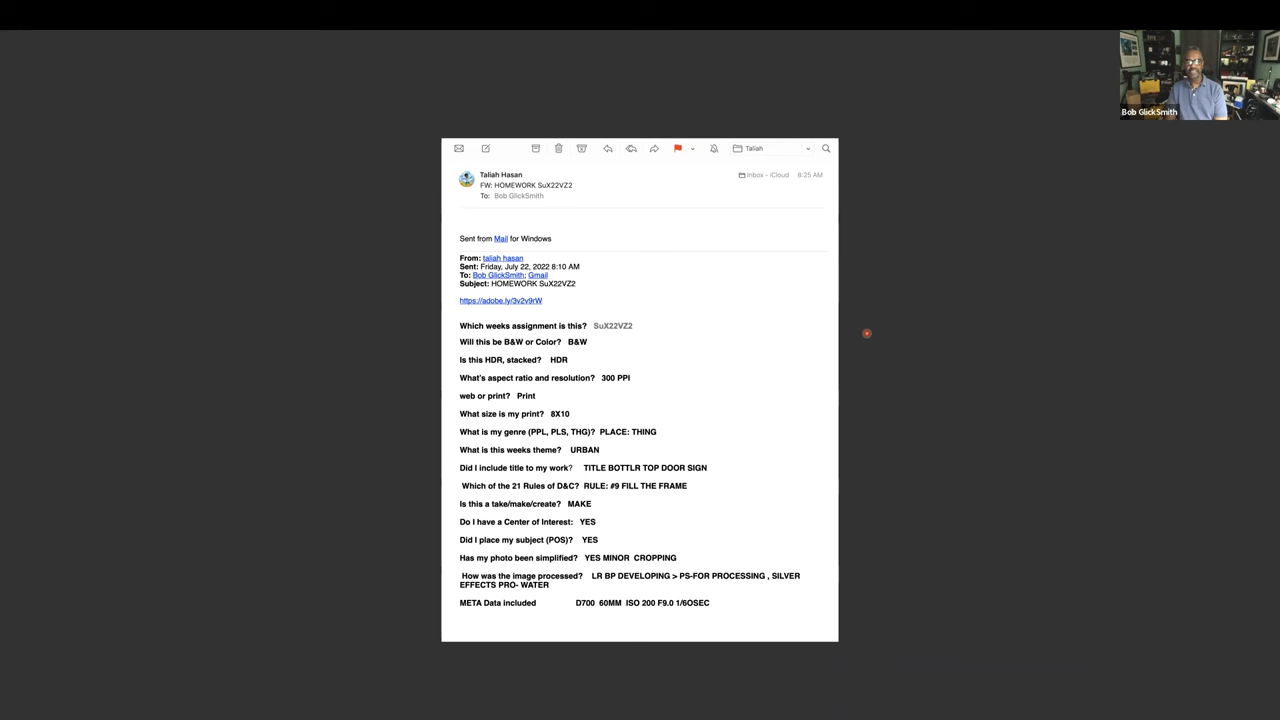 Bob GlickSmith
Taliah
Taliah Hasan
Inbox - iCloud 8:25 AM
FW: HOMEWORK SuX22VZ2
To: Bob GlickSmith
Sent from Mail for Windows
From: taliah hasan
Sent: Friday, July 22, 2022 8:10 AM
To: Bob GlickSmith; Gmail
Subject: HOMEWORK SuX22VZ2
https://adobe.ly/3v2v9rW
Which weeks assignment is this? SuX22VZ2
Will this be B&W or Color? B&W
Is this HDR, stacked? HDR
What's aspect ratio and resolution? 300 PPI
web or print? Print
What size is my print? 8X10
What is my genre (PPL, PLS, THG)? PLACE: THING
What is this weeks theme? URBAN
Did I include title to my work? TITLE BOTTLR TOP DOOR SIGN
Which of the 21 Rules of D&C? RULE: #9 FILL THE FRAME
Is this a take/make/create? MAKE
Do I have a Center of Interest: YES
Did I place my subject (POS)? YES
Has my photo been simplified? YES MINOR CROPPING
How was the image processed? LR BP DEVELOPING > PS-FOR PROCESSING , SILVER
EFFECTS PRO- WATER
META Data included D700 60MM ISO 200 F9.0 1/6OSEC